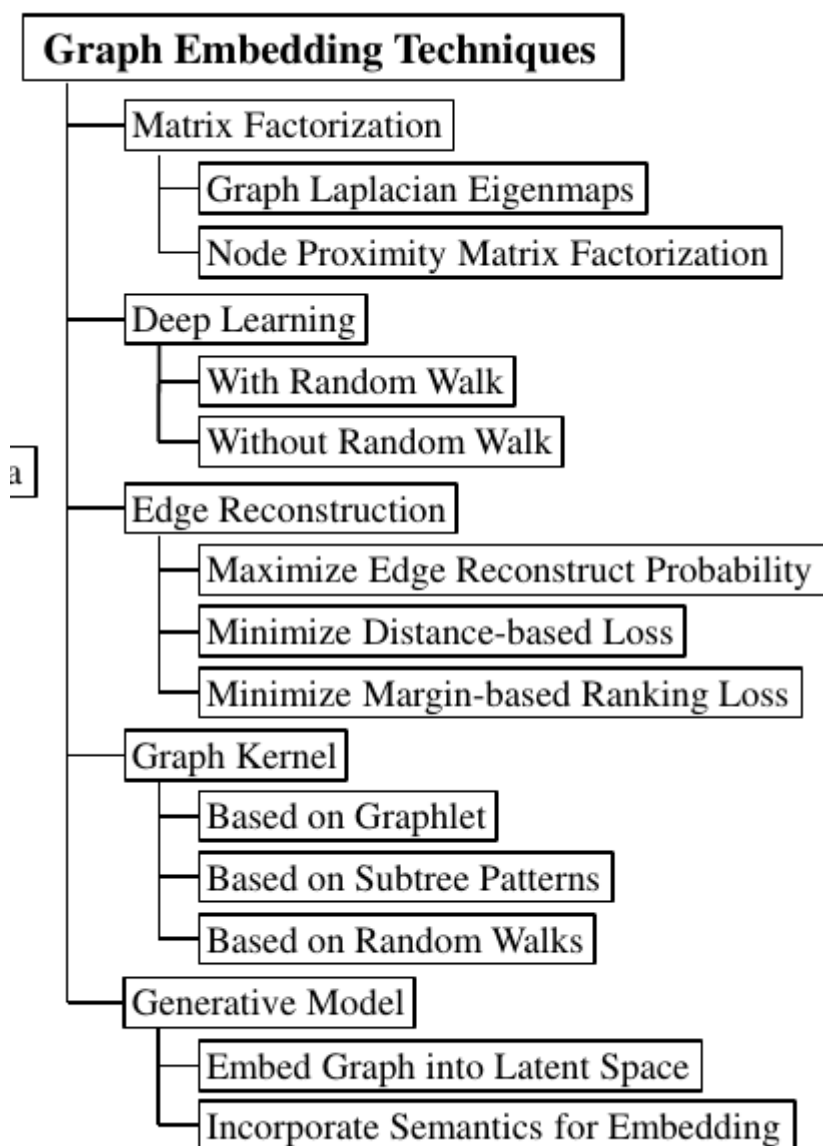 Graph Embedding Techniques
Matrix Factorization
Graph Laplacian Eigenmaps
Node Proximity Matrix Factorization
Deep Learning
With Random Walk
Without Random Walk
a
Edge Reconstruction
Maximize Edge Reconstruct Probability
Minimize Distance-based Loss
Minimize Margin-based Ranking Loss
Graph Kernel
Based on Graphlet
Based on Subtree Patterns
Based on Random Walks
Generative Model
Embed Graph into Latent Space
Incorporate Semantics for Embedding